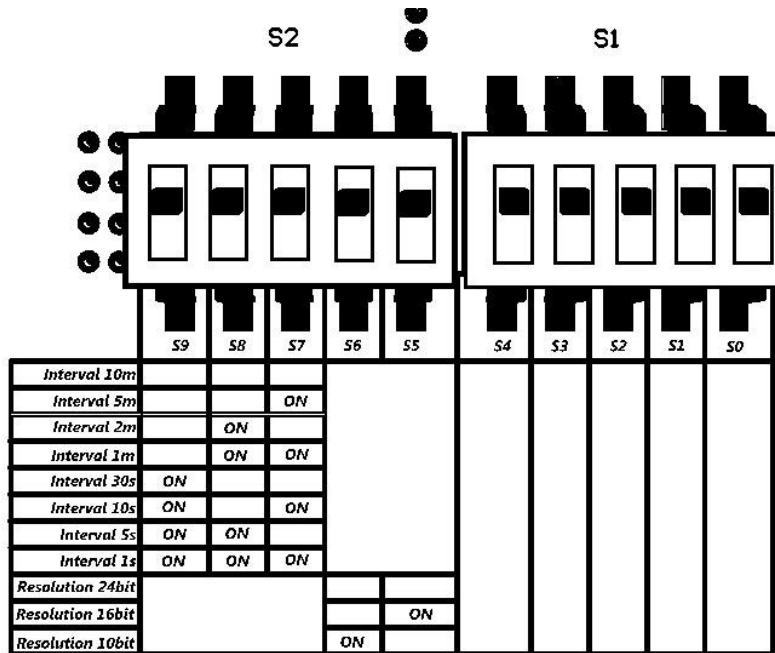 S2 S1
S9 S8 S7 S6 S5 S4 S3 S2 S1 S0
Interval 10m
Interval 5m ON
Interval 2m ON
Interval 1m ON ON
Interval 30s ON
Interval 10s ON ON
Interval 5s ON ON
Interval 1s ON ON ON
Resolution 24bit
Resolution 16bit ON
Resolution 10bit ON